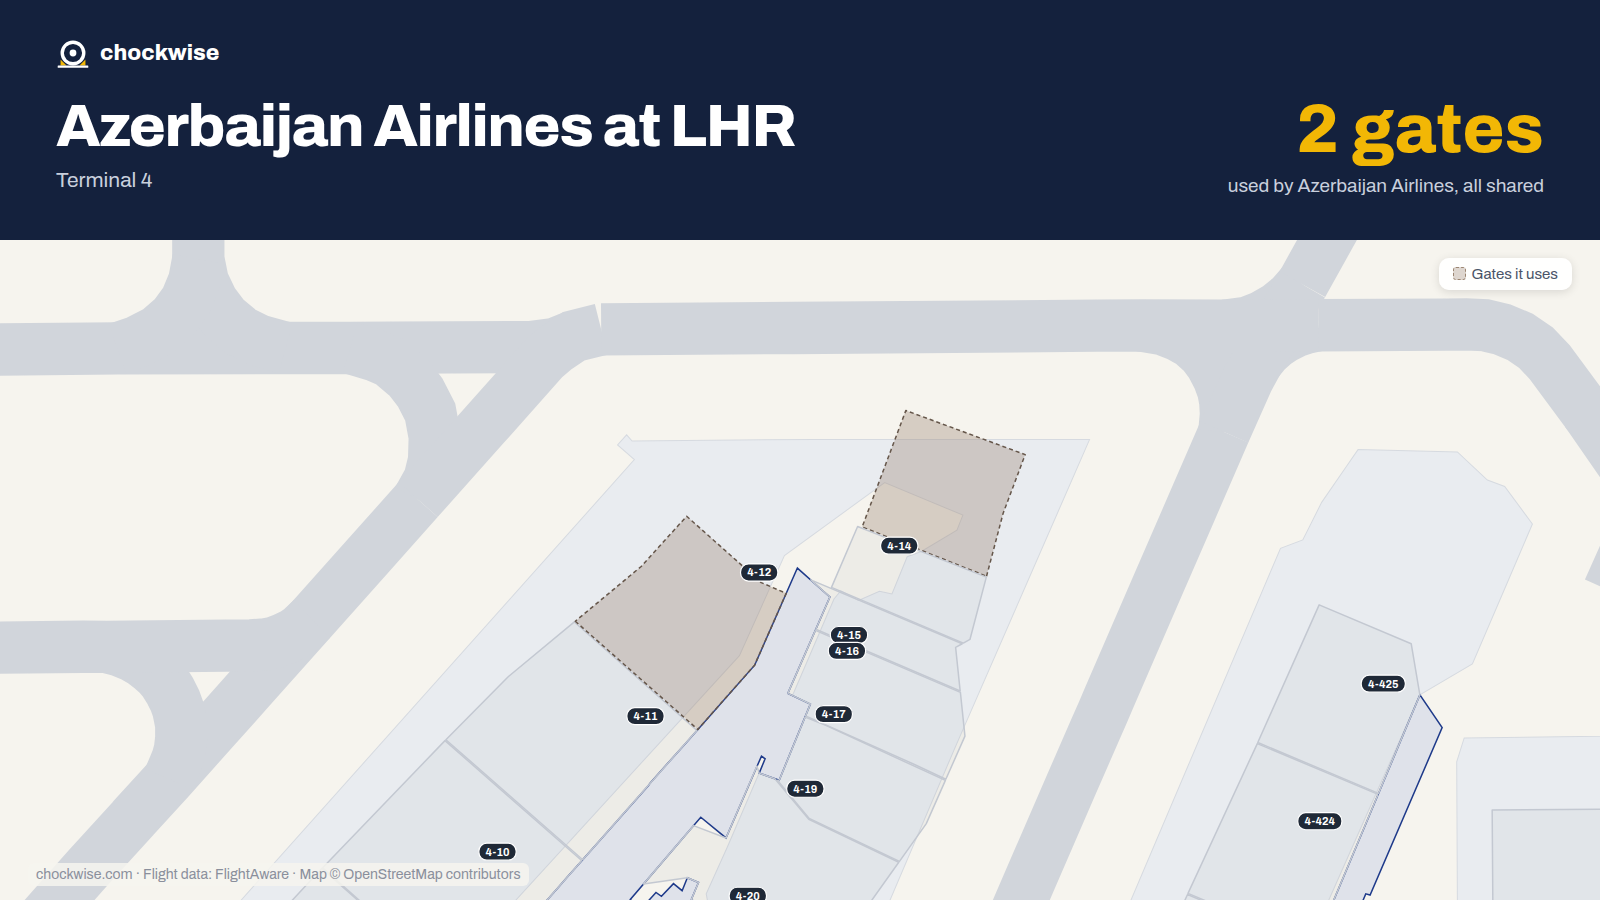 chockwise
Azerbaijan Airlines at LHR
Terminal 4
2 gates
used by Azerbaijan Airlines, all shared
Gates it uses
4-14
4-12
4-15
4-16
4-425
4-11
4-17
4-19
4-424
4-10
chockwise.com · Flight data: FlightAware · Map © OpenStreetMap contributors
4-20